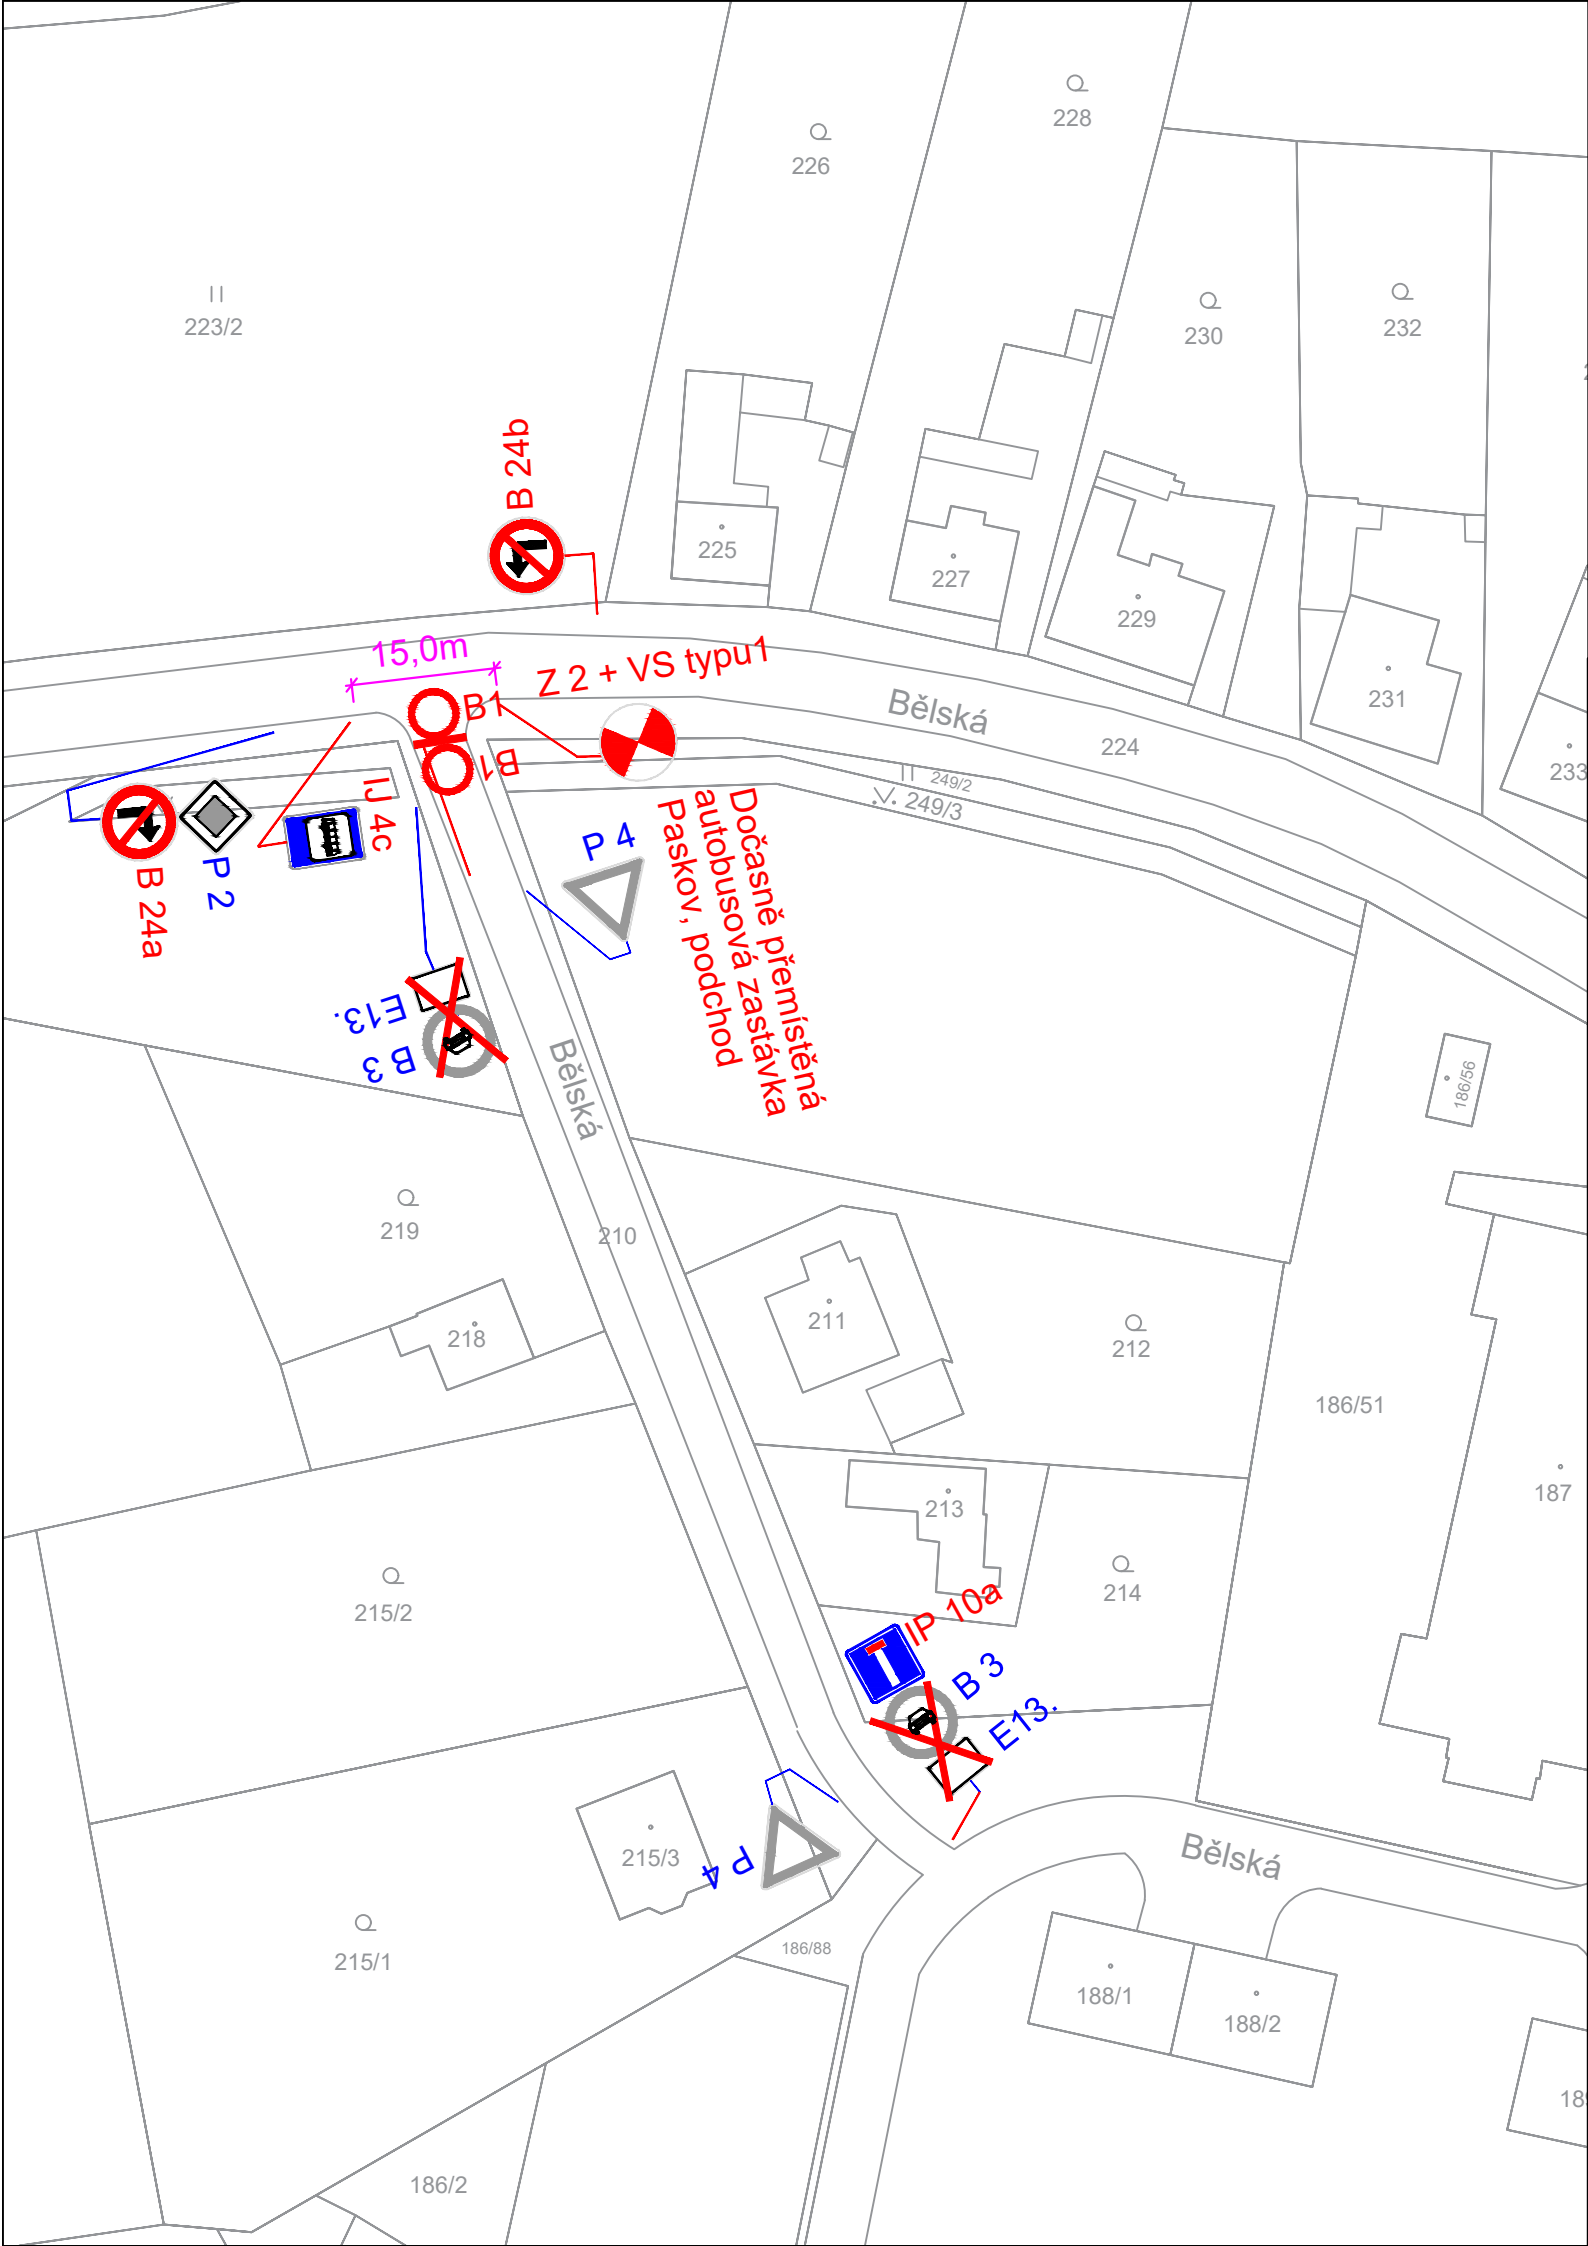 228
226
230
232
223/2
B 24b
225
227
229
231
15,0m
Z 2 + VS typu1
B1
B1
Bělská
224
249/2
249/3
233
IJ 4c
P 2
B 24a
P 4
Dočasně přemístěná
autobusová zastávka
Paskov, podchod
E13.
B 3
Bělská
186/56
219
210
218
211
212
186/51
187
213
214
215/2
IP 10a
B 3
E13.
P 4
215/3
Bělská
215/1
186/88
188/1
188/2
186/2